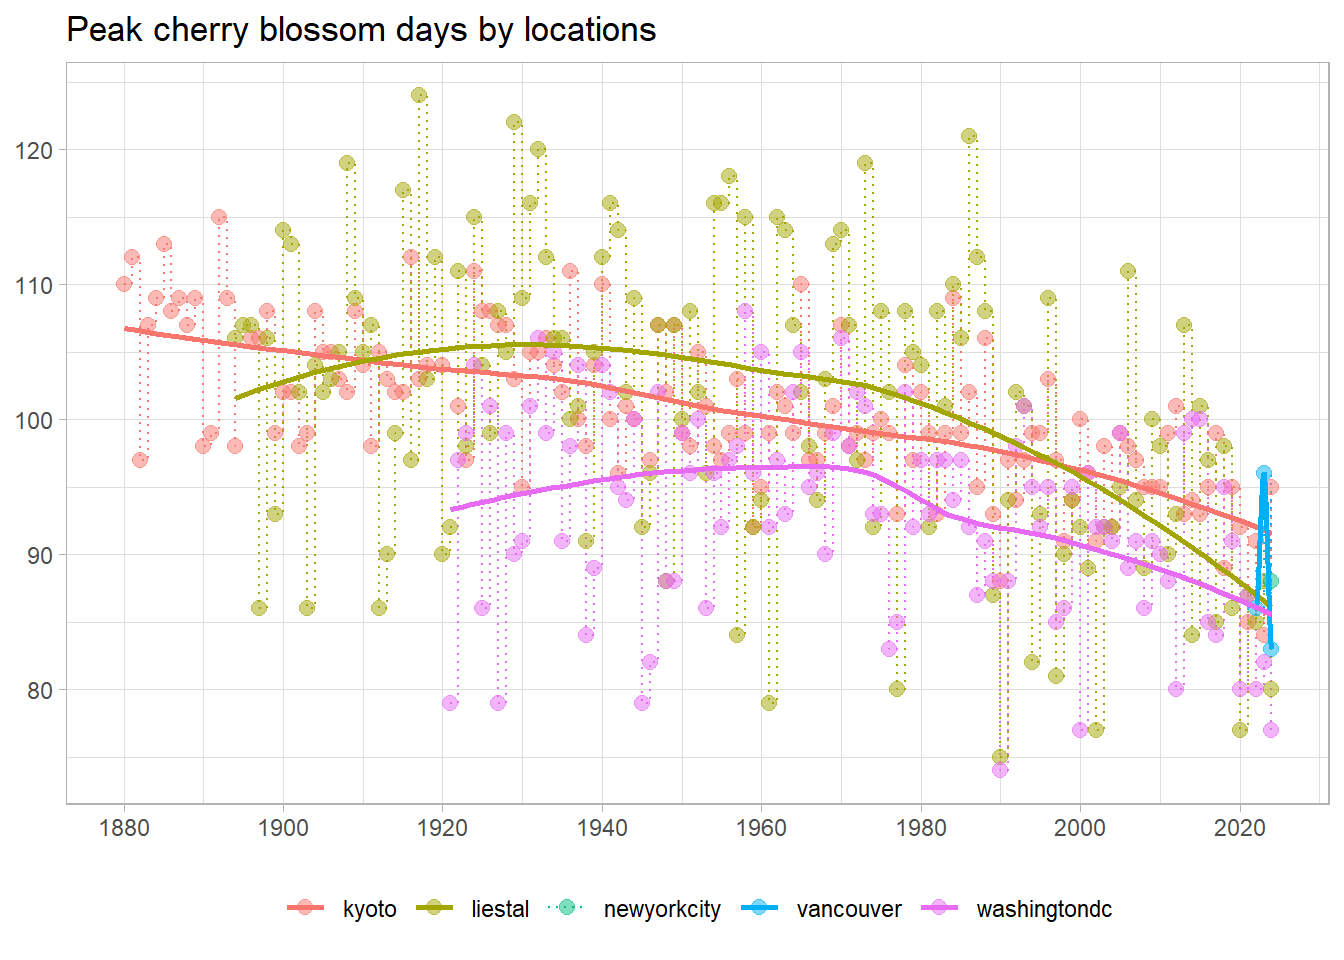 Peak cherry blossom days by locations
120
110
100
90
80
1880 1900 1920 1940 1960 1980 2000 2020
kyoto liestal newyorkcity vancouver washingtondc